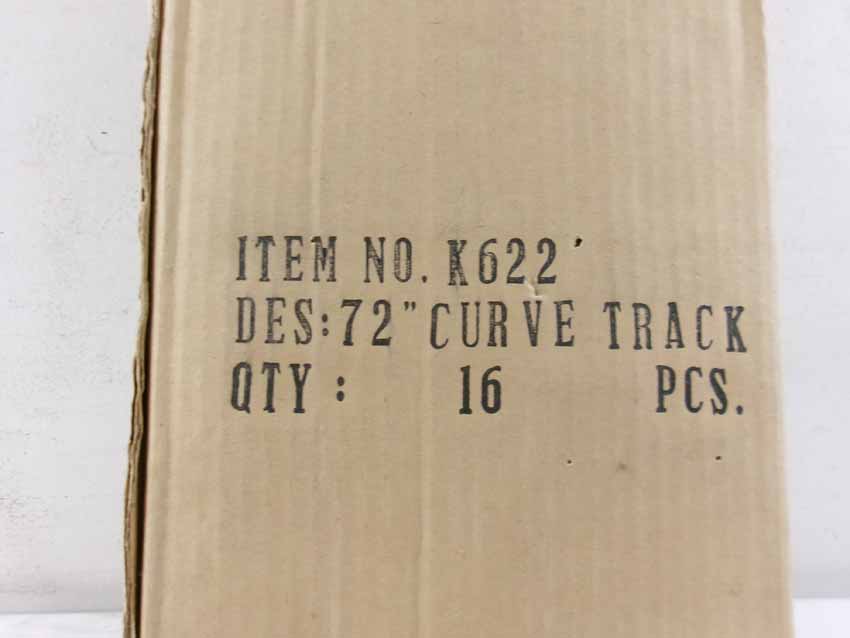 ITEM NO. K622
DES:72" CURVE TRACK
QTY : 16 PCS.